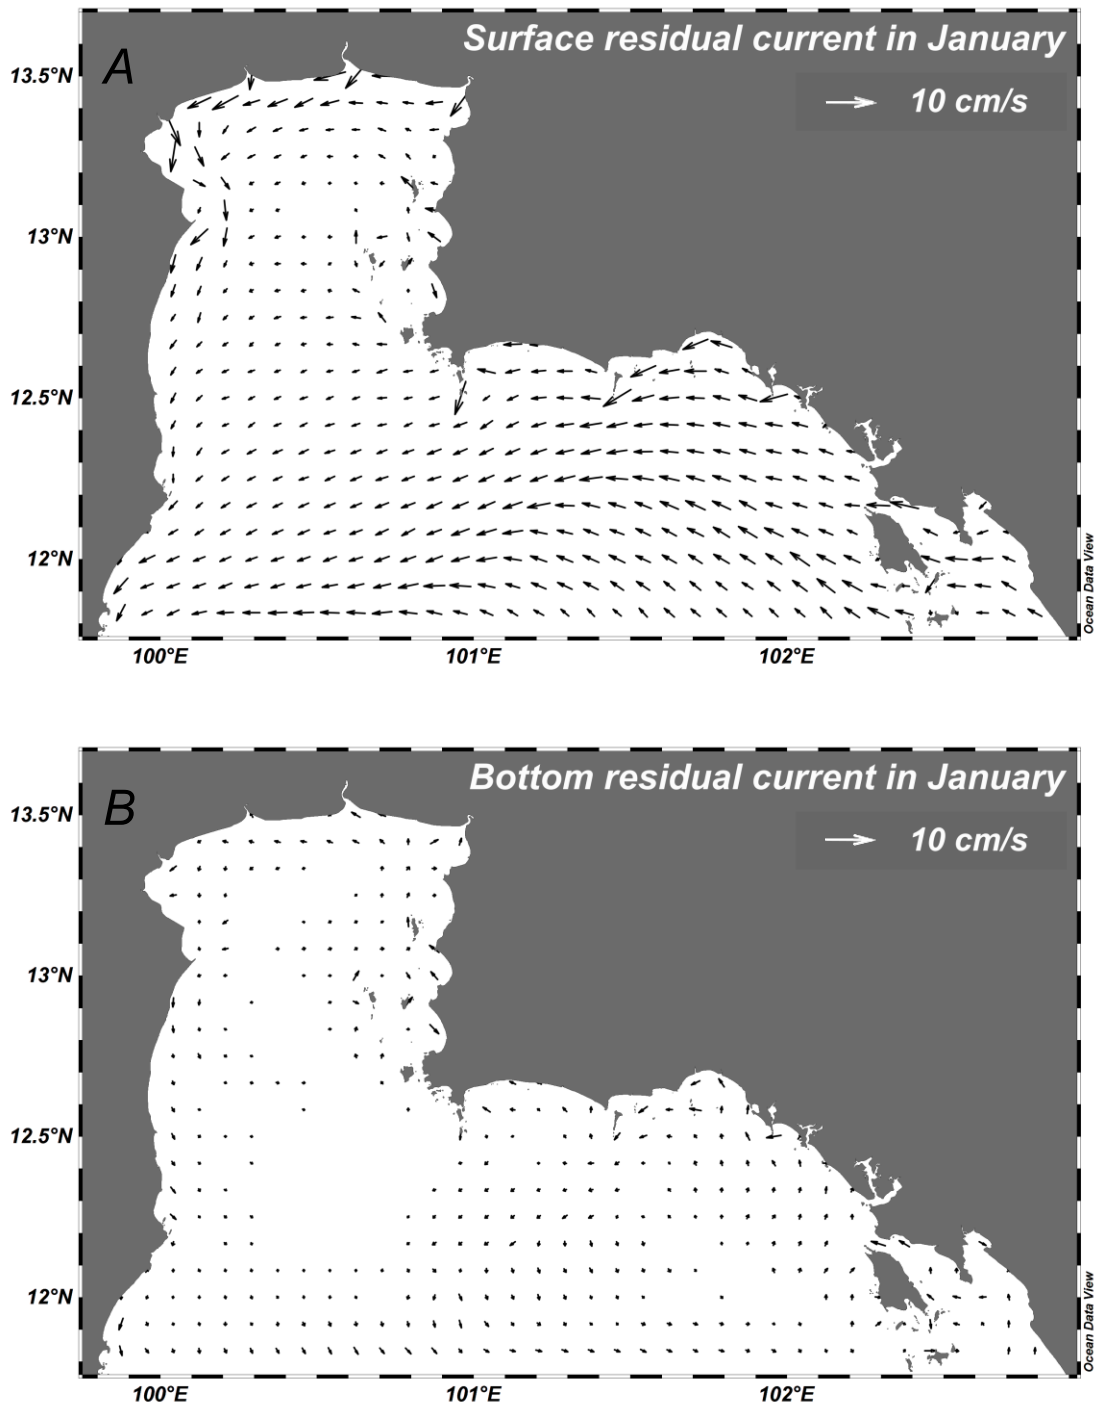 A
Surface residual current in January
10 cm/s
13.5°N
13°N
12.5°N
12°N
100°E
101°E
102°E
Ocean Data View
B
Bottom residual current in January
10 cm/s
13.5°N
13°N
12.5°N
12°N
100°E
101°E
102°E
Ocean Data View